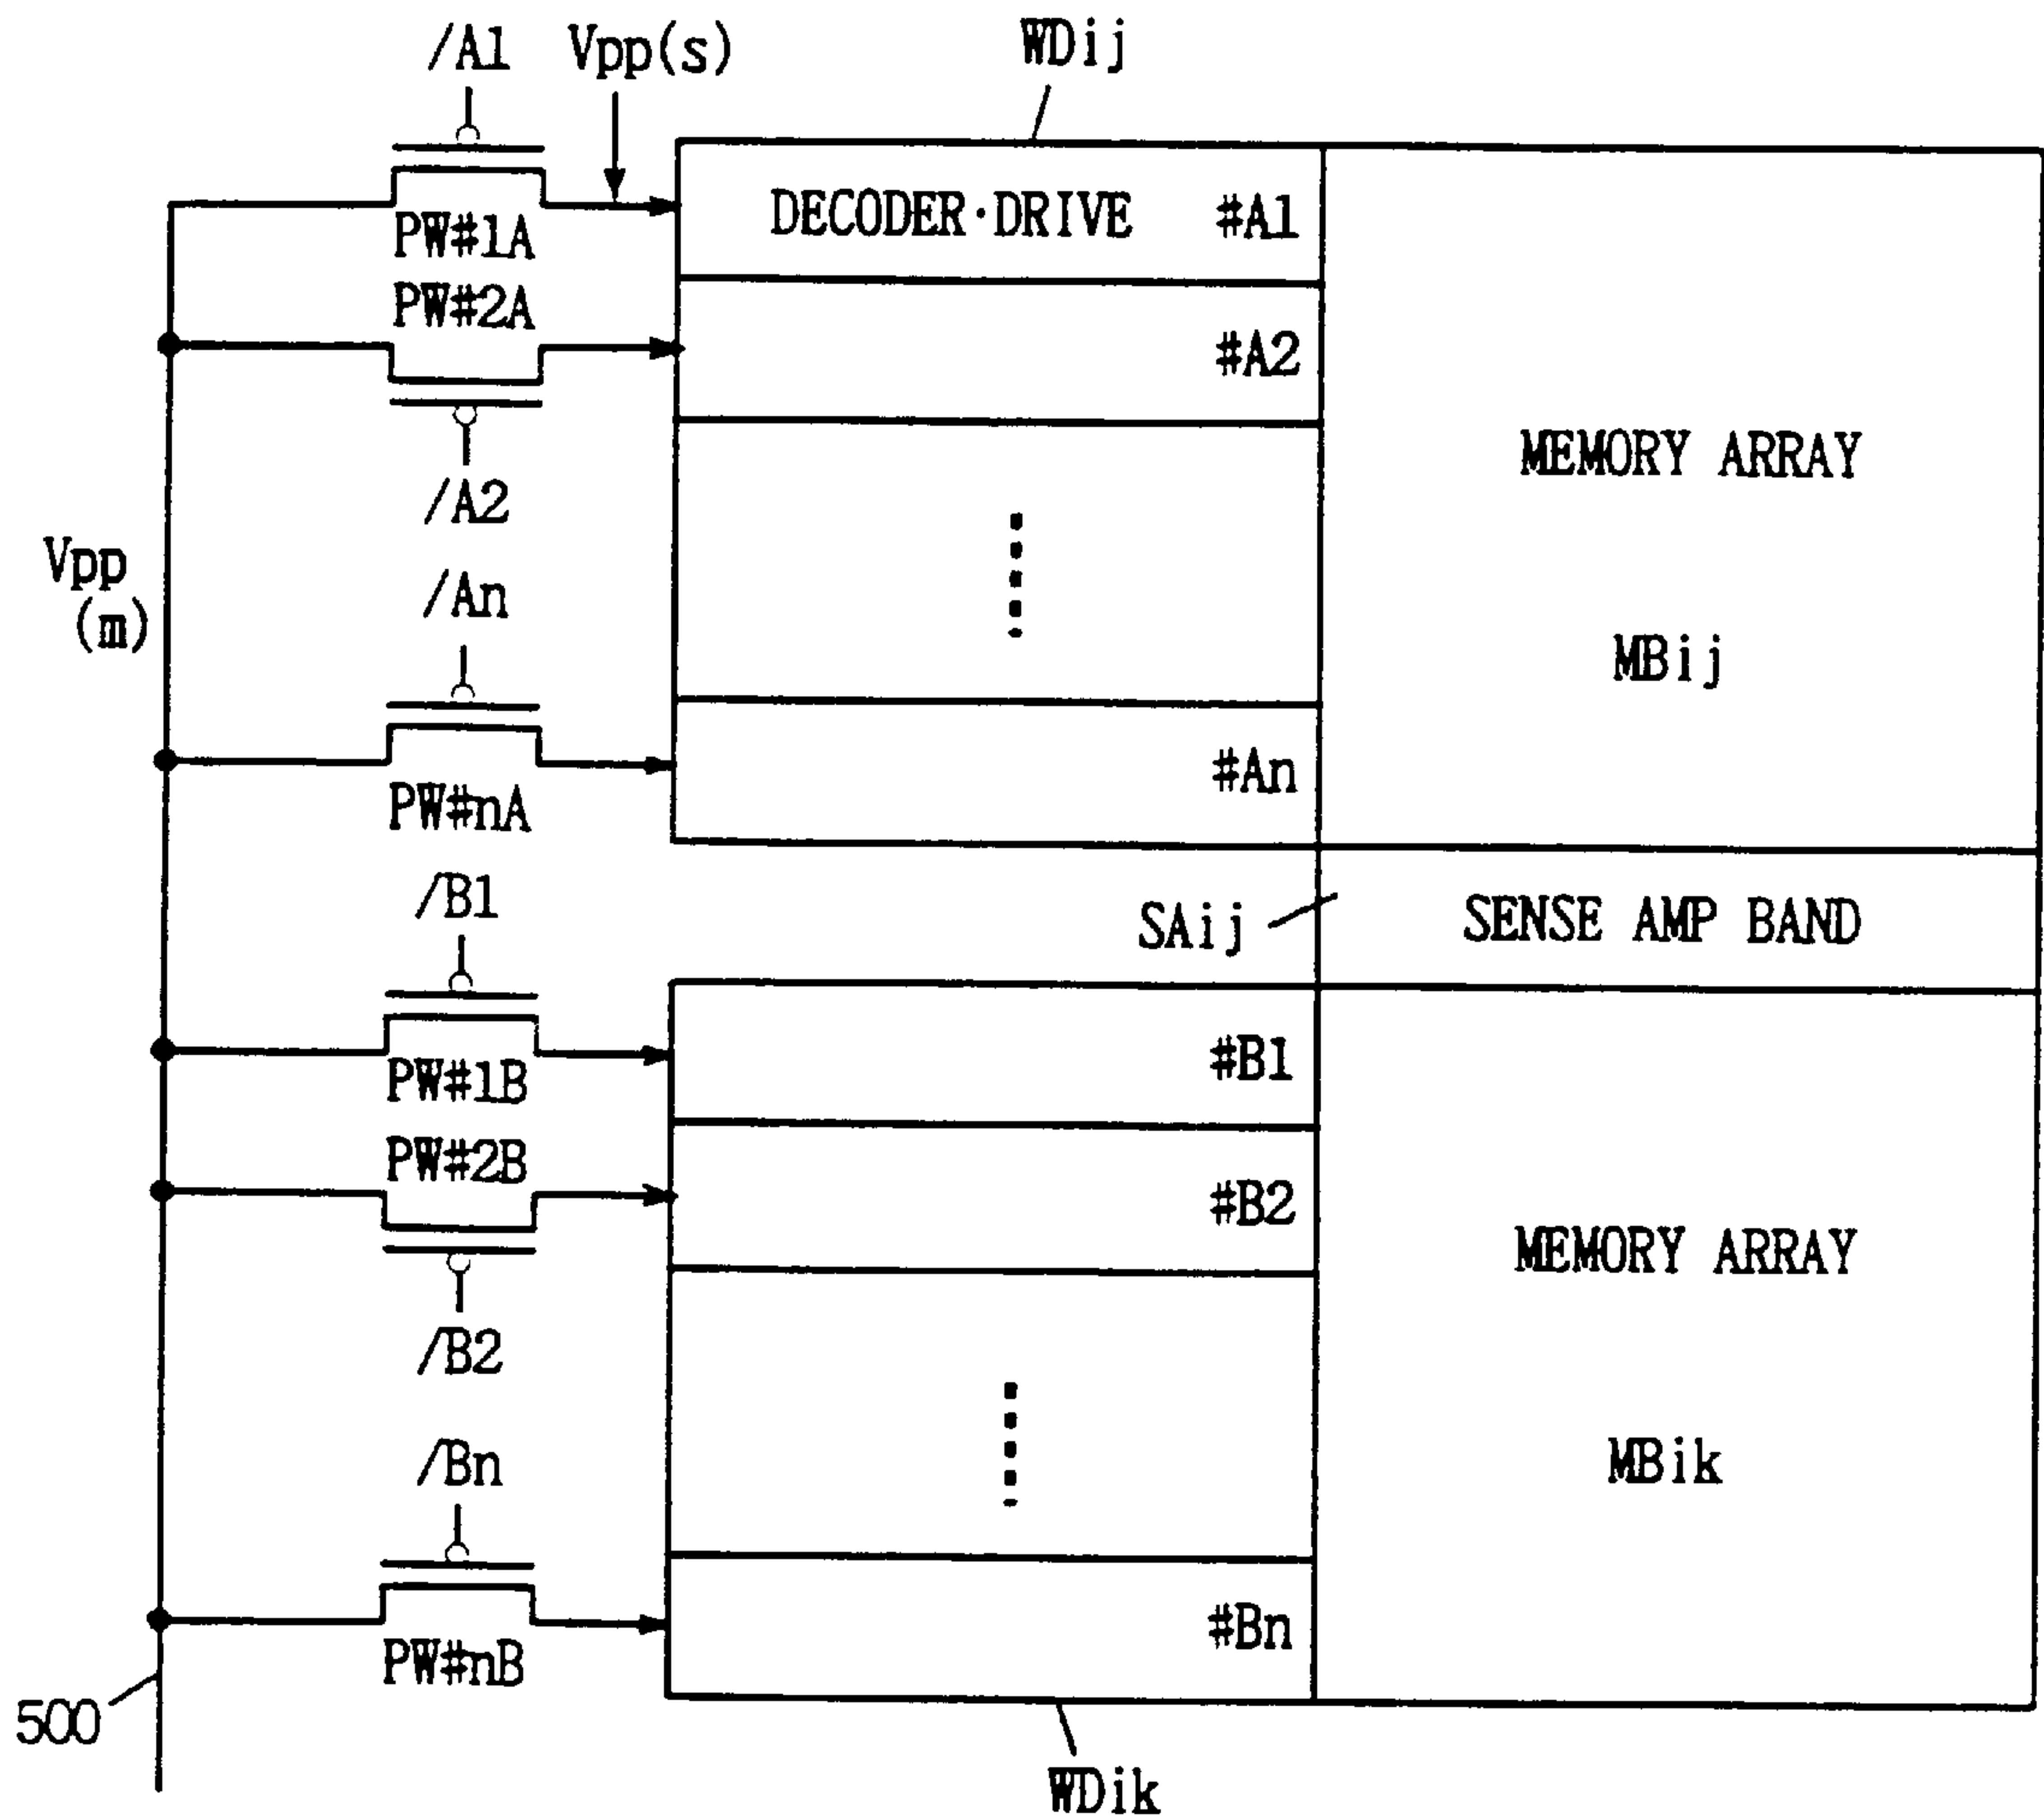 /A1
Vpp(s)
WDij
DECODER·DRIVE #A1
PW#1A
PW#2A
#A2
/A2
MEMORY ARRAY
Vpp
(m)
/An
MBij
#An
PW#nA
/B1
SAij
SENSE AMP BAND
#B1
PW#1B
PW#2B
#B2
MEMORY ARRAY
/B2
/Bn
MBik
#Bn
PW#nB
500
WDik